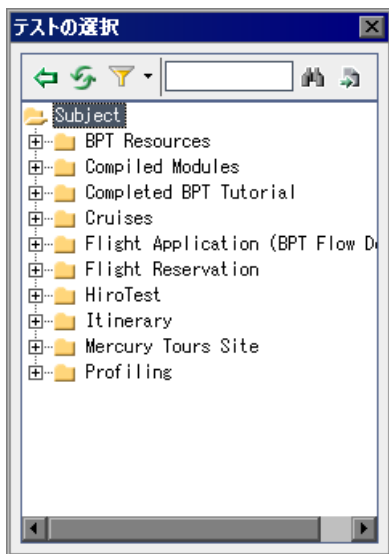 テストの選択
Subject
BPT Resources
Compiled Modules
Completed BPT Tutorial
Cruises
Flight Application (BPT Flow
Flight Reservation
HiroTest
Itinerary
Mercury Tours Site
Profiling